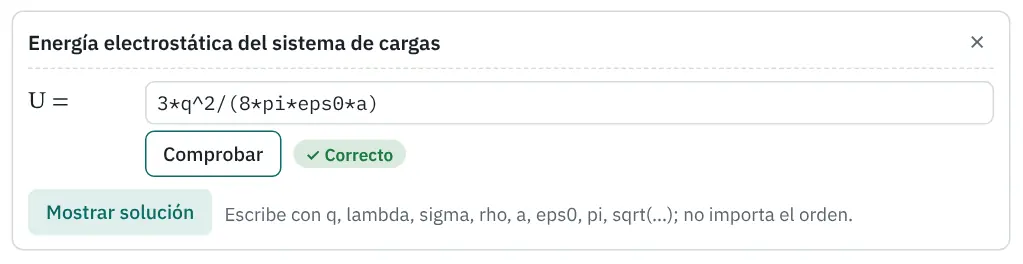 Energía electrostática del sistema de cargas ×
U = 3*q^2/(8*pi*eps0*a)
Comprobar ✓ Correcto
Mostrar solución Escribe con q, lambda, sigma, rho, a, eps0, pi, sqrt(...); no importa el orden.